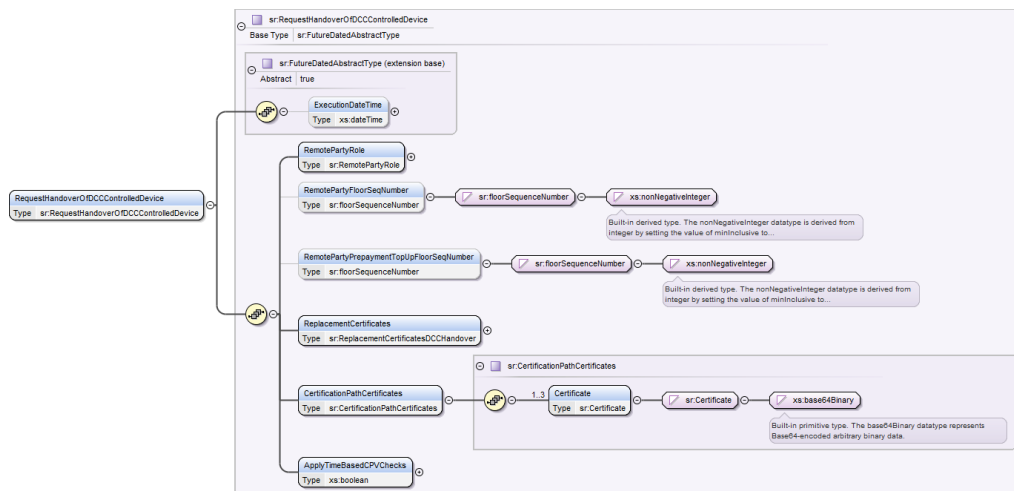 sr:RequestHandoverOfDCCControlledDevice
Base Type sr:FutureDatedAbstractType
sr:FutureDatedAbstractType (extension base)
Abstract true
ExecutionDateTime
Type xs:dateTime
RemotePartyRole
Type sr:RemotePartyRole
RemotePartyFloorSeqNumber
Type sr:floorSequenceNumber
sr:floorSequenceNumber
xs:nonNegativeInteger
Built-in derived type. The nonNegativeInteger datatype is derived from
integer by setting the value of minInclusive to...
RequestHandoverOfDCCControlledDevice
Type sr:RequestHandoverOfDCCControlledDevice
RemotePartyPrepaymentTopUpFloorSeqNumber
Type sr:floorSequenceNumber
sr:floorSequenceNumber
xs:nonNegativeInteger
Built-in derived type. The nonNegativeInteger datatype is derived from
integer by setting the value of minInclusive to...
ReplacementCertificates
Type sr:ReplacementCertificatesDCCHandover
sr:CertificationPathCertificates
CertificationPathCertificates
Type sr:CertificationPathCertificates
1..3
Certificate
Type sr:Certificate
sr:Certificate
xs:base64Binary
Built-in primitive type. The base64Binary datatype represents
Base64-encoded arbitrary binary data.
ApplyTimeBasedCPVChecks
Type xs:boolean